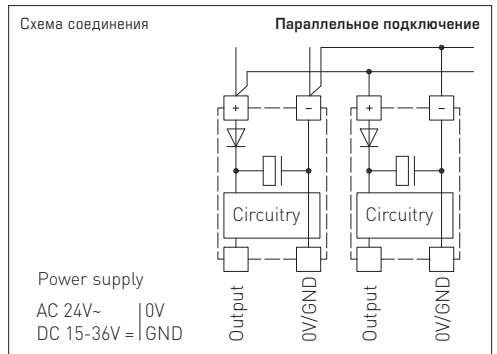 Схема соединения
Параллельное подключение
+ − + −
Circuitry Circuitry
Power supply
AC 24V~ | 0V
DC 15-36V = | GND
Output
0V/GND
Output
0V/GND